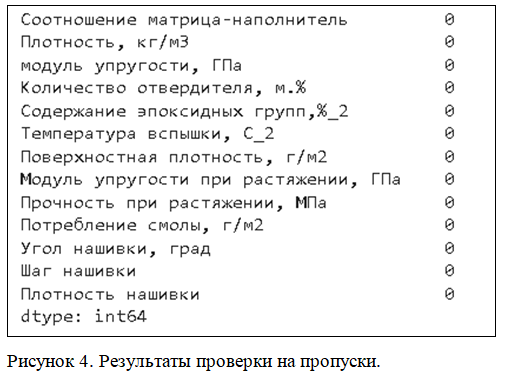 Соотношение матрица-наполнитель 0
Плотность, кг/м3 0
модуль упругости, ГПа 0
Количество отвердителя, м.% 0
Содержание эпоксидных групп,%_2 0
Температура вспышки, С_2 0
Поверхностная плотность, г/м2 0
Модуль упругости при растяжении, ГПа 0
Прочность при растяжении, МПа 0
Потребление смолы, г/м2 0
Угол нашивки, град 0
Шаг нашивки 0
Плотность нашивки 0
dtype: int64
Рисунок 4. Результаты проверки на пропуски.